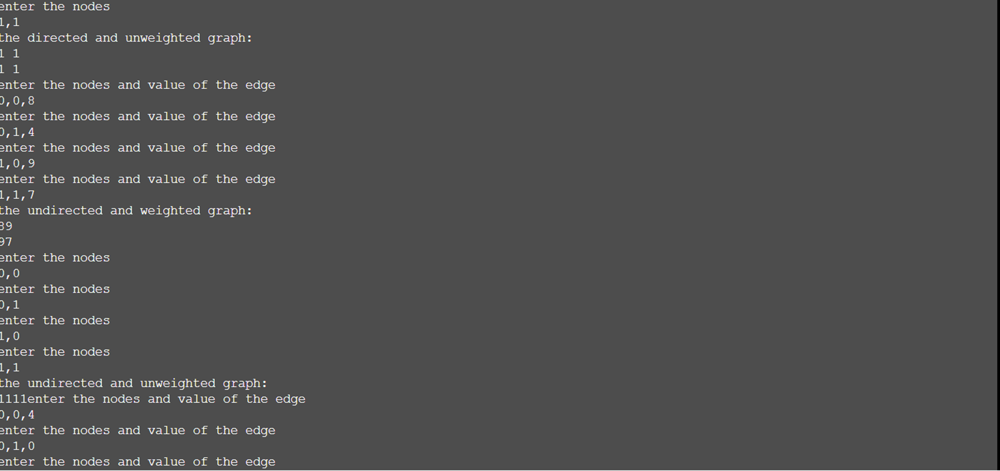 enter the nodes
1,1
the directed and unweighted graph:
1 1
1 1
enter the nodes and value of the edge
0,0,8
enter the nodes and value of the edge
0,1,4
enter the nodes and value of the edge
1,0,9
enter the nodes and value of the edge
1,1,7
the undirected and weighted graph:
89
97
enter the nodes
0,0
enter the nodes
0,1
enter the nodes
1,0
enter the nodes
1,1
the undirected and unweighted graph:
1111enter the nodes and value of the edge
0,0,4
enter the nodes and value of the edge
0,1,0
enter the nodes and value of the edge